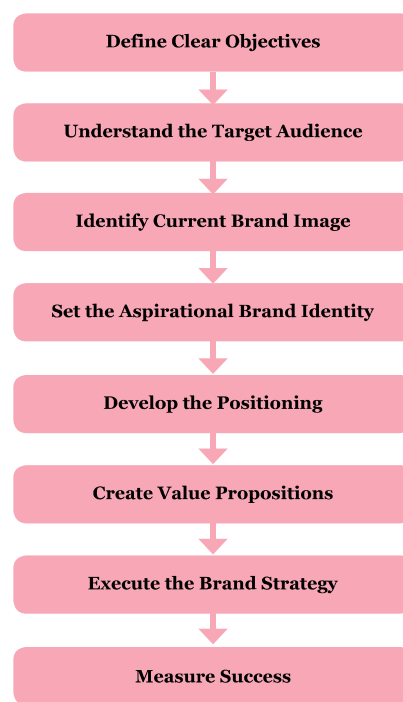 Define Clear Objectives
Understand the Target Audience
Identify Current Brand Image
Set the Aspirational Brand Identity
Develop the Positioning
Create Value Propositions
Execute the Brand Strategy
Measure Success